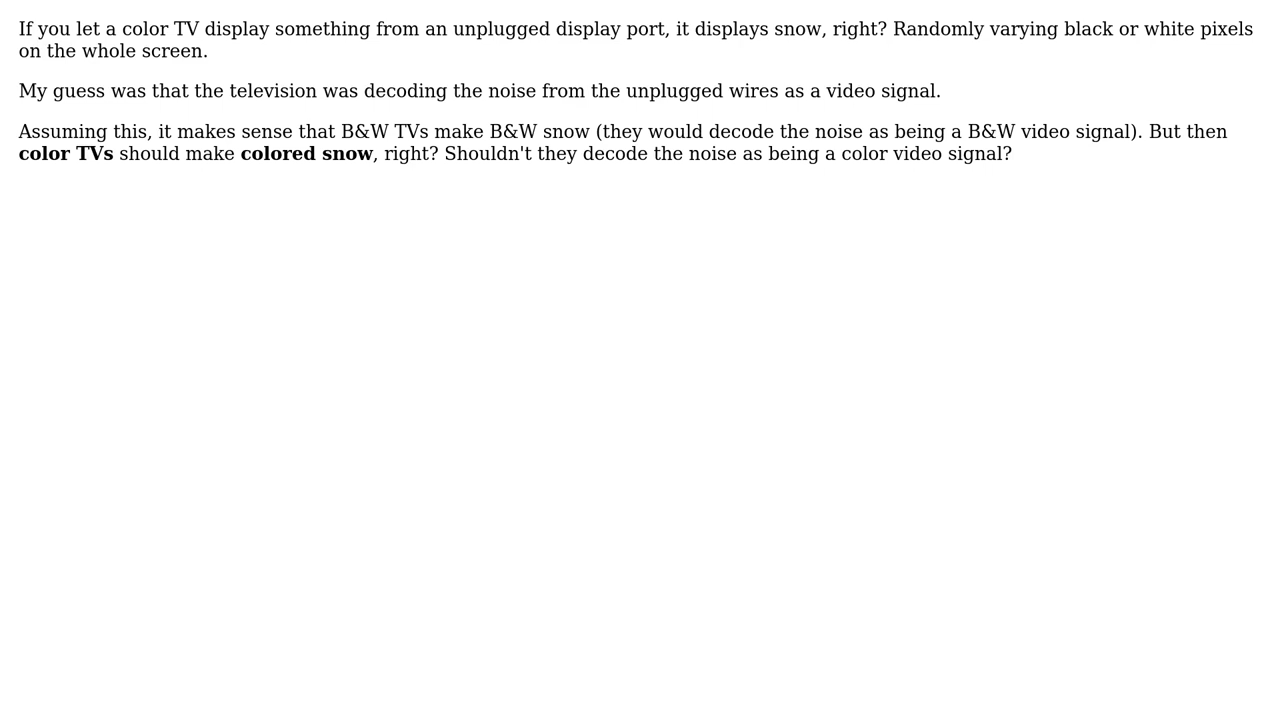 If you let a color TV display something from an unplugged display port, it displays snow, right? Randomly varying black or white pixels
on the whole screen.
My guess was that the television was decoding the noise from the unplugged wires as a video signal.
Assuming this, it makes sense that B&W TVs make B&W snow (they would decode the noise as being a B&W video signal). But then
color TVs should make colored snow, right? Shouldn't they decode the noise as being a color video signal?